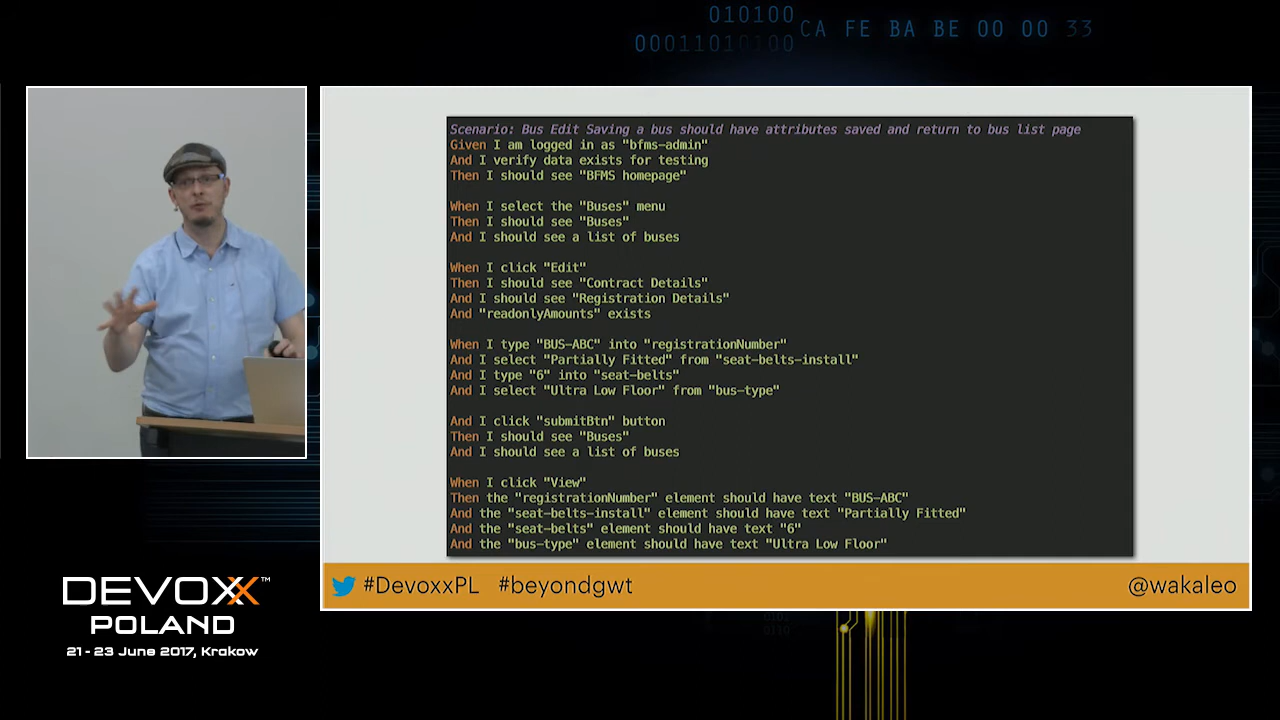 010100
00011010100
CA FE BA BE 00 00 33
Scenario: Bus Edit Saving a bus should have attributes saved and return to bus list page
Given I am logged in as "bfms-admin"
And I verify data exists for testing
Then I should see "BFMS homepage"
When I select the "Buses" menu
Then I should see "Buses"
And I should see a list of buses
When I click "Edit"
Then I should see "Contract Details"
And I should see "Registration Details"
And "readonlyAmounts" exists
When I type "BUS-ABC" into "registrationNumber"
And I select "Partially Fitted" from "seat-belts-install"
And I type "6" into "seat-belts"
And I select "Ultra Low Floor" from "bus-type"
And I click "submitBtn" button
Then I should see "Buses"
And I should see a list of buses
When I click "View"
Then the "registrationNumber" element should have text "BUS-ABC"
And the "seat-belts-install" element should have text "Partially Fitted"
And the "seat-belts" element should have text "6"
And the "bus-type" element should have text "Ultra Low Floor"
#DevoxxPL #beyondgwt
@wakaleo
DEVOXX™
POLAND
21 - 23 June 2017, Krakow